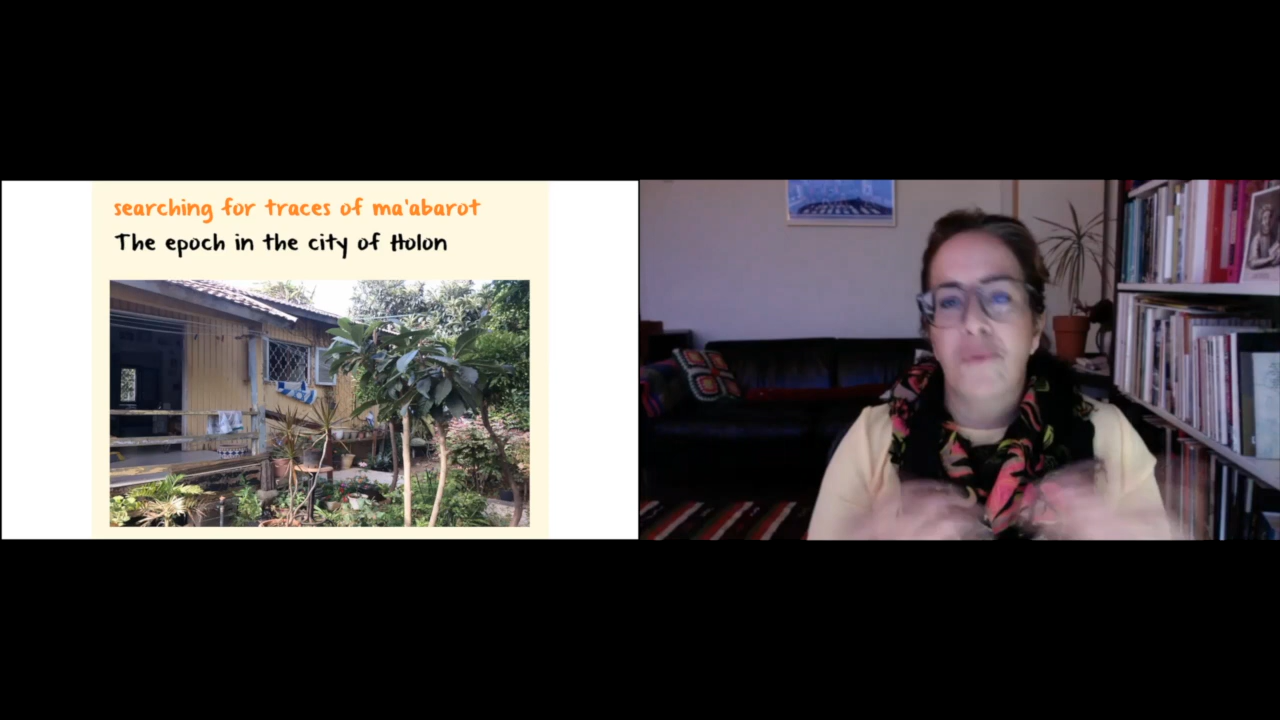 searching for traces of ma'abarot
The epoch in the city of Holon